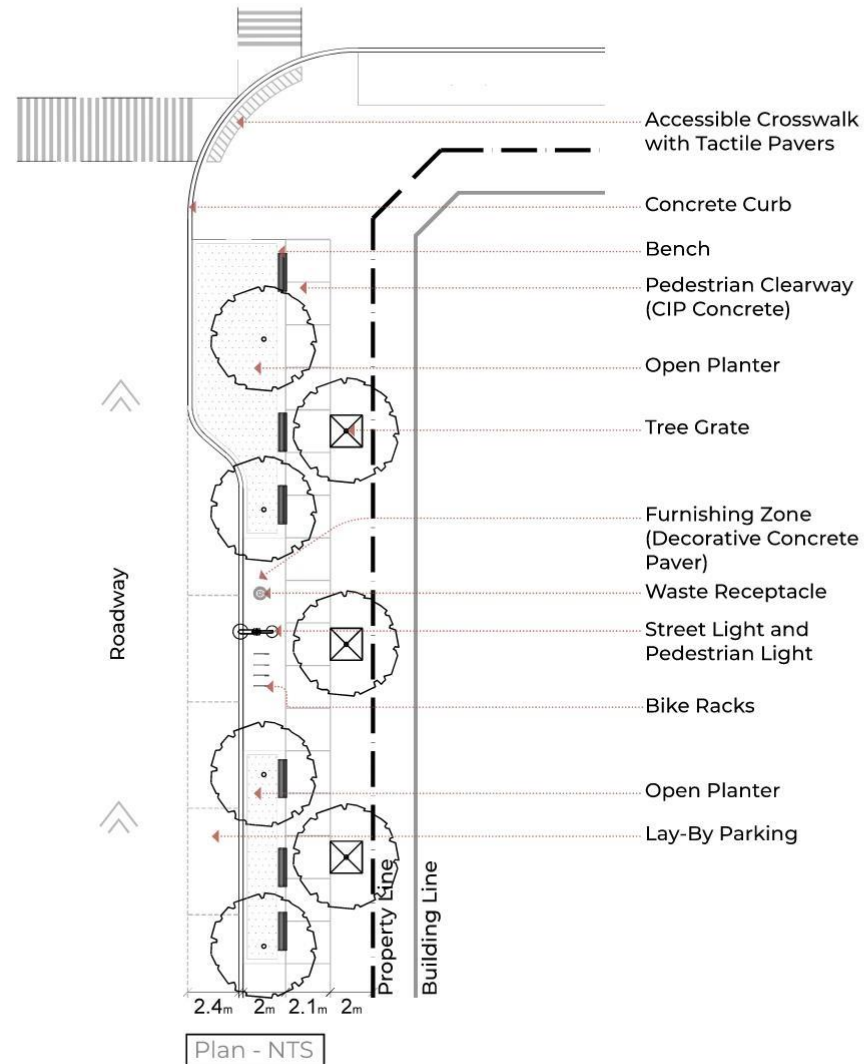 Accessible Crosswalk
with Tactile Pavers
Concrete Curb
Bench
Pedestrian Clearway
(CIP Concrete)
Open Planter
Tree Grate
Furnishing Zone
(Decorative Concrete
Paver)
Waste Receptacle
Street Light and
Pedestrian Light
Bike Racks
Open Planter
Lay-By Parking
Roadway
Property Line
Building Line
2.4m 2m 2.1m 2m
Plan - NTS